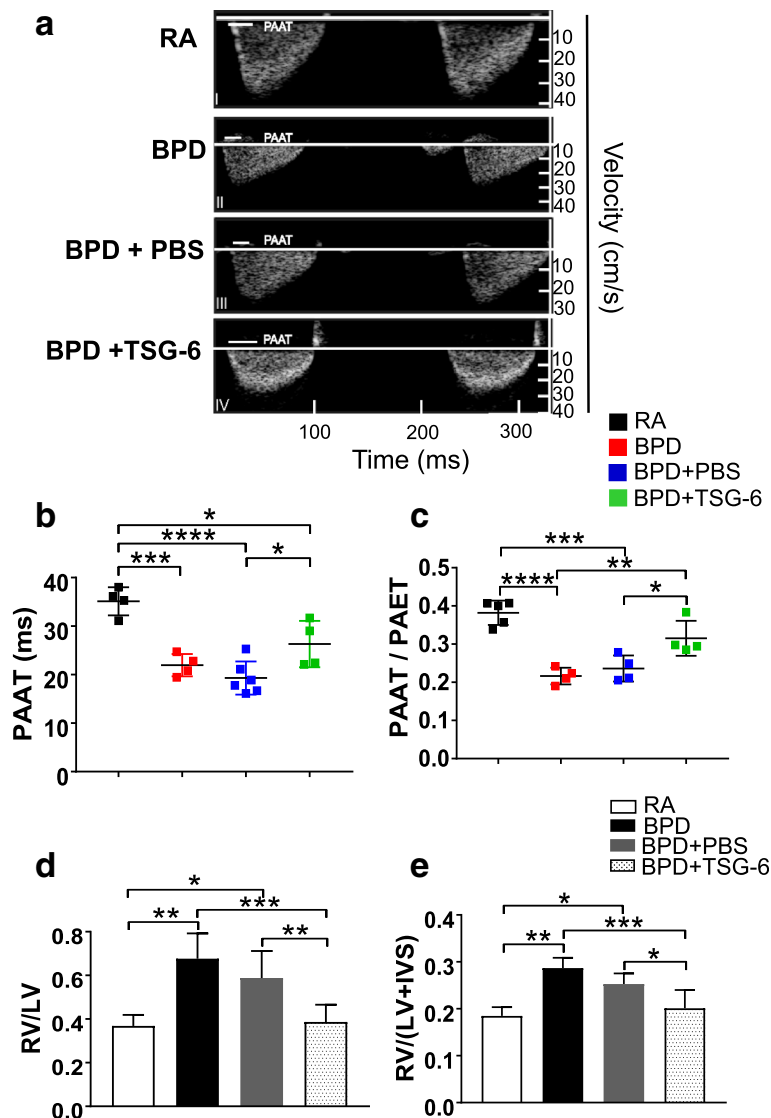 a
RA
PAAT
10
20
30
40
I
BPD
PAAT
10
20
30
40
II
BPD + PBS
PAAT
10
20
30
III
BPD +TSG-6
PAAT
10
20
30
40
IV
Velocity (cm/s)
100 200 300
Time (ms)
RA
BPD
BPD+PBS
BPD+TSG-6
b
*
****
***
*
PAAT (ms)
40
30
20
10
0
c
***
****
**
*
PAAT / PAET
0.5
0.4
0.3
0.2
0.1
0.0
RA
BPD
BPD+PBS
BPD+TSG-6
d
*
**
***
**
RV/LV
0.8
0.6
0.4
0.2
0.0
e
*
**
***
*
RV/(LV+IVS)
0.4
0.3
0.2
0.1
0.0